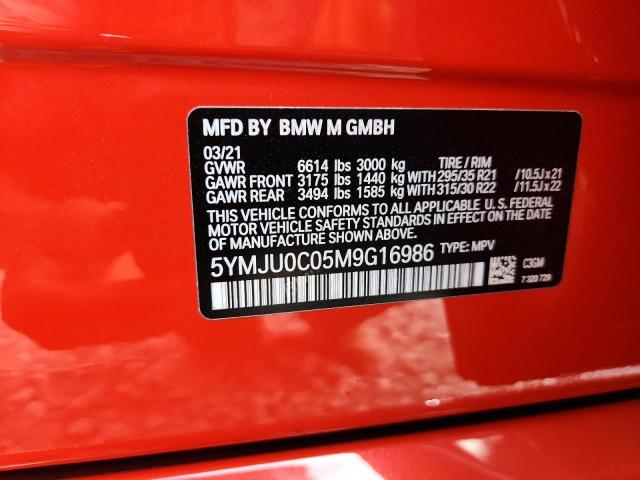 MFD BY BMW M GMBH
03/21
GVWR 6614 lbs 3000 kg TIRE / RIM
GAWR FRONT 3175 lbs 1440 kg WITH 295/35 R21 / 10.5J x 21
GAWR REAR 3494 lbs 1585 kg WITH 315/30 R22 / 11.5J x 22
THIS VEHICLE CONFORMS TO ALL APPLICABLE U. S. FEDERAL
MOTOR VEHICLE SAFETY STANDARDS IN EFFECT ON THE DATE
OF MANUFACTURE SHOWN ABOVE.
5YMJU0C05M9G16986 TYPE: MPV
C3GM
7 320 729